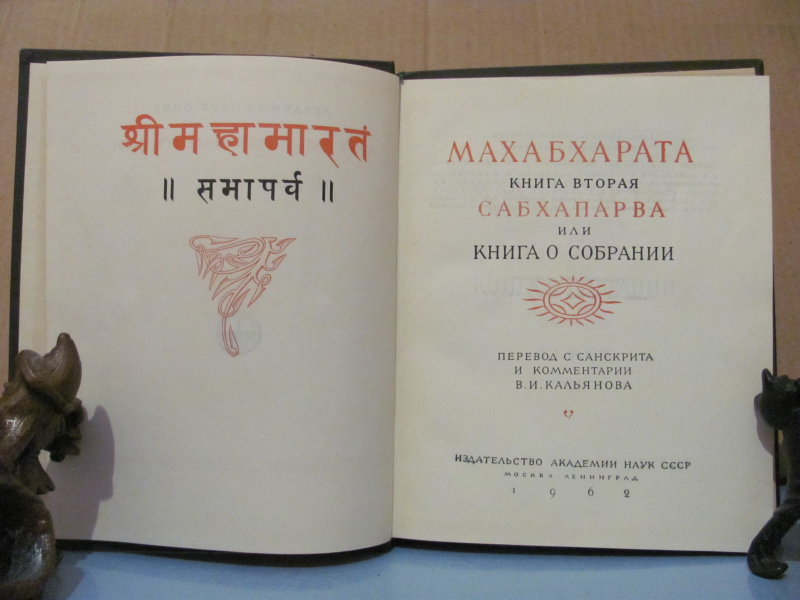 श्रीमहाभारतं
॥ सभापर्व ॥
МАХАБХАРАТА
КНИГА ВТОРАЯ
САБХАПАРВА
ИЛИ
КНИГА О СОБРАНИИ
ПЕРЕВОД С САНСКРИТА
И КОММЕНТАРИИ
В.И. КАЛЬЯНОВА
ИЗДАТЕЛЬСТВО АКАДЕМИИ НАУК СССР
МОСКВА-ЛЕНИНГРАД
1962